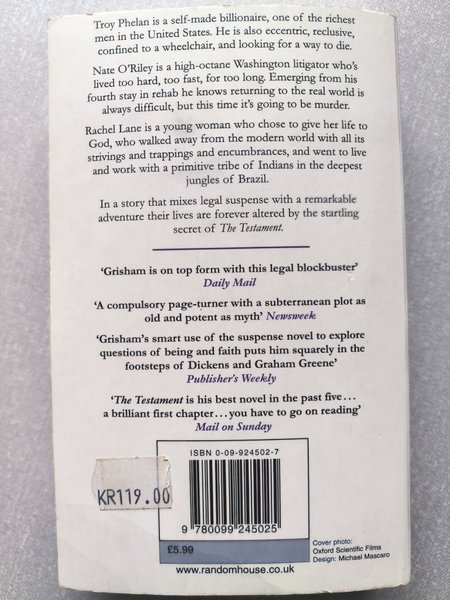 Troy Phelan is a self-made billionaire, one of the richest
men in the United States. He is also eccentric, reclusive,
confined to a wheelchair, and looking for a way to die.
Nate O'Riley is a high-octane Washington litigator who's
lived too hard, too fast, for too long. Emerging from his
fourth stay in rehab he knows returning to the real world is
always difficult, but this time it's going to be murder.
Rachel Lane is a young woman who chose to give her life to
God, who walked away from the modern world with all its
strivings and trappings and encumbrances, and went to live
and work with a primitive tribe of Indians in the deepest
jungles of Brazil.
In a story that mixes legal suspense with a remarkable
adventure their lives are forever altered by the startling
secret of The Testament.
'Grisham is on top form with this legal blockbuster'
Daily Mail
'A compulsory page-turner with a subterranean plot as
old and potent as myth' Newsweek
'Grisham's smart use of the suspense novel to explore
questions of being and faith puts him squarely in the
footsteps of Dickens and Graham Greene'
Publisher's Weekly
'The Testament is his best novel in the past five...
a brilliant first chapter...you have to go on reading'
Mail on Sunday
ISBN 0-09-924502-7
KR119.00
9 780099 245025
£5.99
Cover photo:
Oxford Scientific Films
Design: Michael Mascaro
www.randomhouse.co.uk